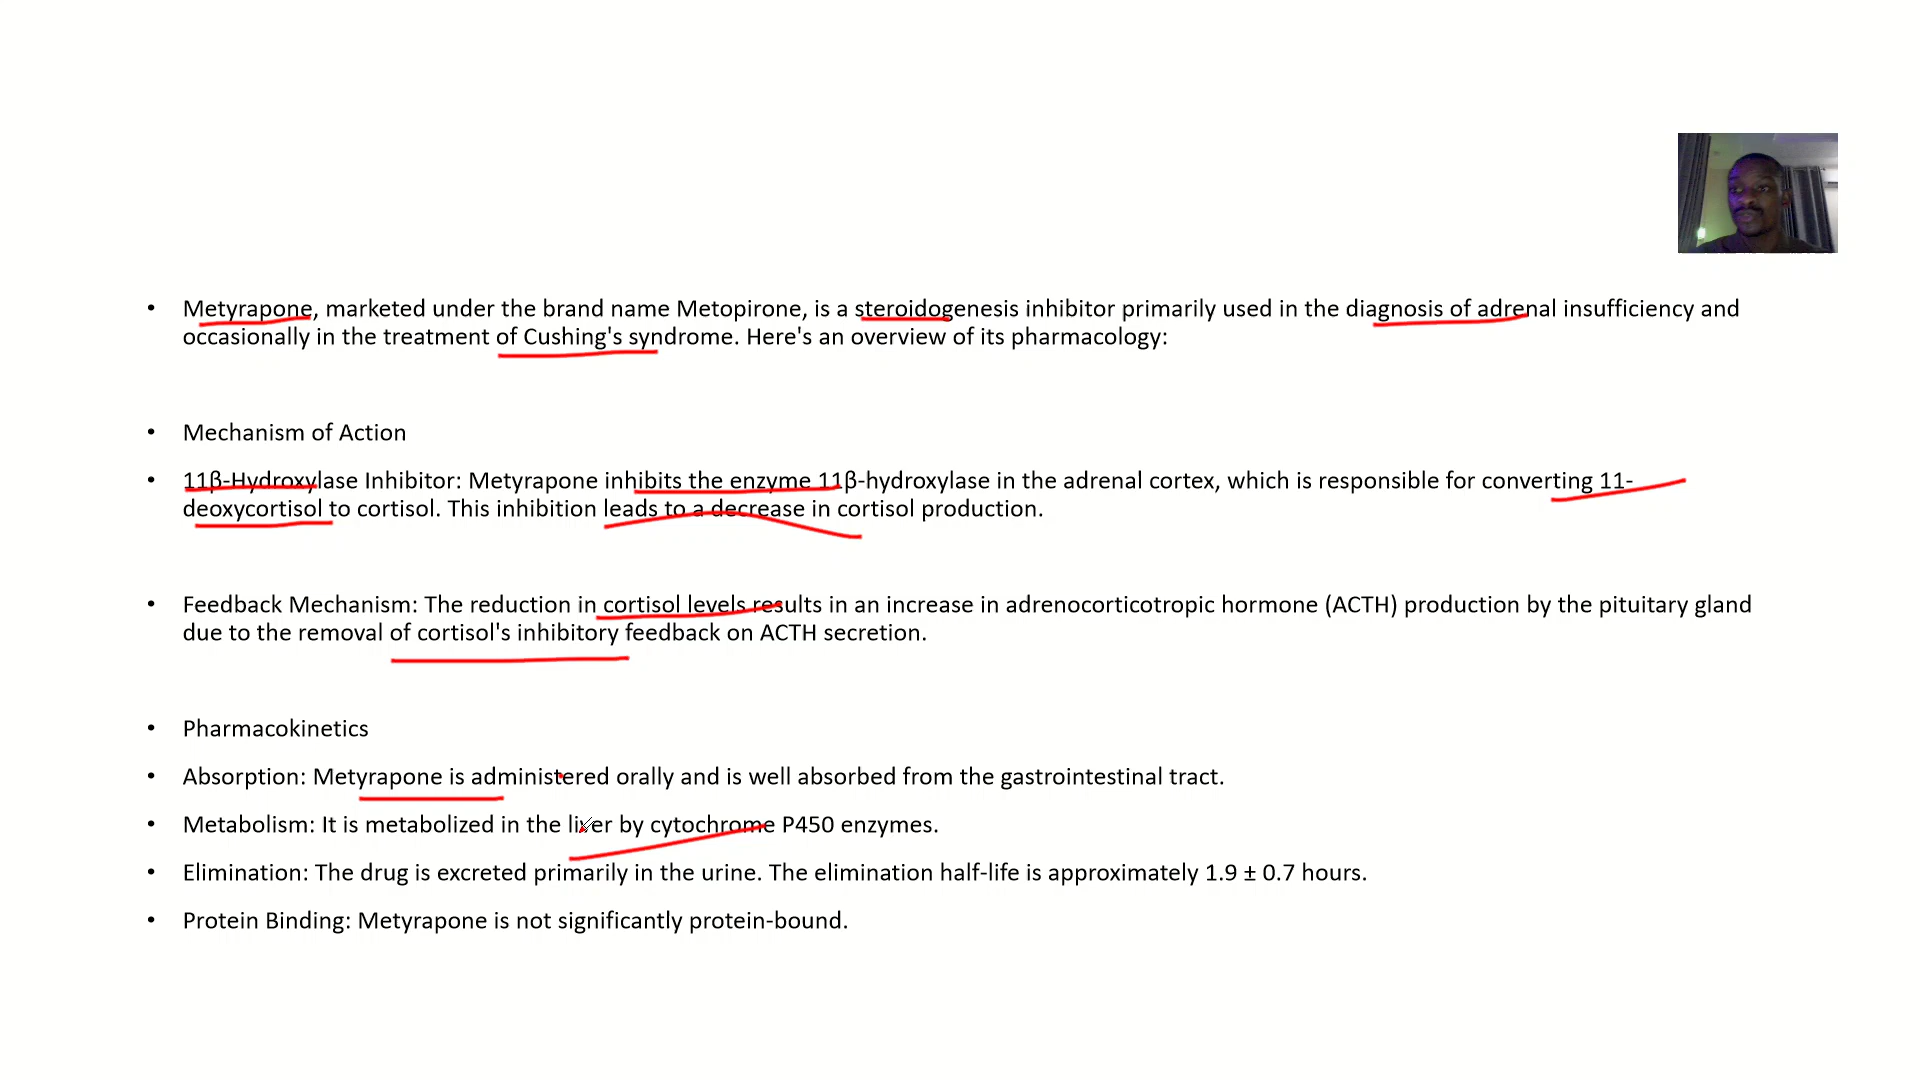 • Metyrapone, marketed under the brand name Metopirone, is a steroidogenesis inhibitor primarily used in the diagnosis of adrenal insufficiency and
occasionally in the treatment of Cushing's syndrome. Here's an overview of its pharmacology:
• Mechanism of Action
• 11β-Hydroxylase Inhibitor: Metyrapone inhibits the enzyme 11β-hydroxylase in the adrenal cortex, which is responsible for converting 11-
deoxycortisol to cortisol. This inhibition leads to a decrease in cortisol production.
• Feedback Mechanism: The reduction in cortisol levels results in an increase in adrenocorticotropic hormone (ACTH) production by the pituitary gland
due to the removal of cortisol's inhibitory feedback on ACTH secretion.
• Pharmacokinetics
• Absorption: Metyrapone is administered orally and is well absorbed from the gastrointestinal tract.
• Metabolism: It is metabolized in the liver by cytochrome P450 enzymes.
• Elimination: The drug is excreted primarily in the urine. The elimination half-life is approximately 1.9 ± 0.7 hours.
• Protein Binding: Metyrapone is not significantly protein-bound.